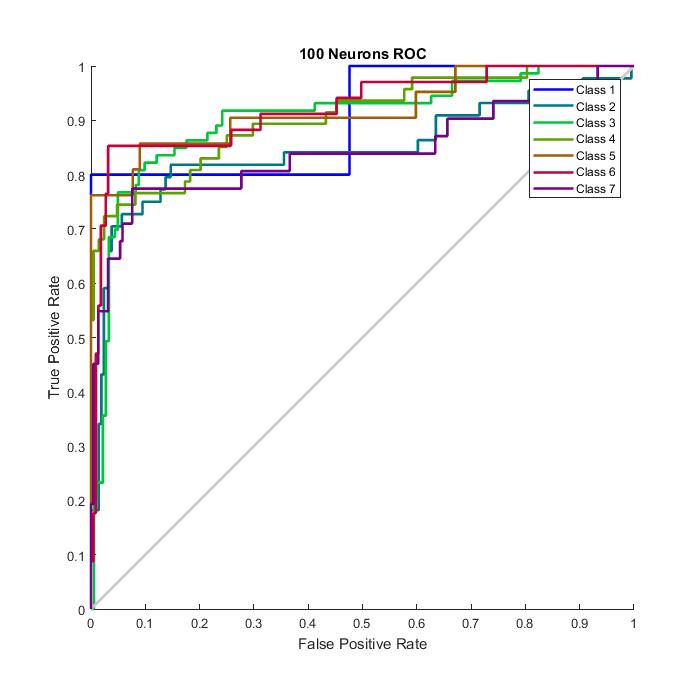 100 Neurons ROC
1
0.9
0.8
0.7
0.6
0.5
0.4
0.3
0.2
0.1
0
True Positive Rate
Class 1
Class 2
Class 3
Class 4
Class 5
Class 6
Class 7
0 0.1 0.2 0.3 0.4 0.5 0.6 0.7 0.8 0.9 1
False Positive Rate